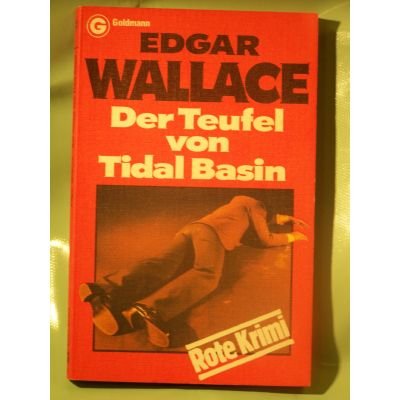 G Goldmann
EDGAR
WALLACE
Der Teufel
von
Tidal Basin
Rote Krimi